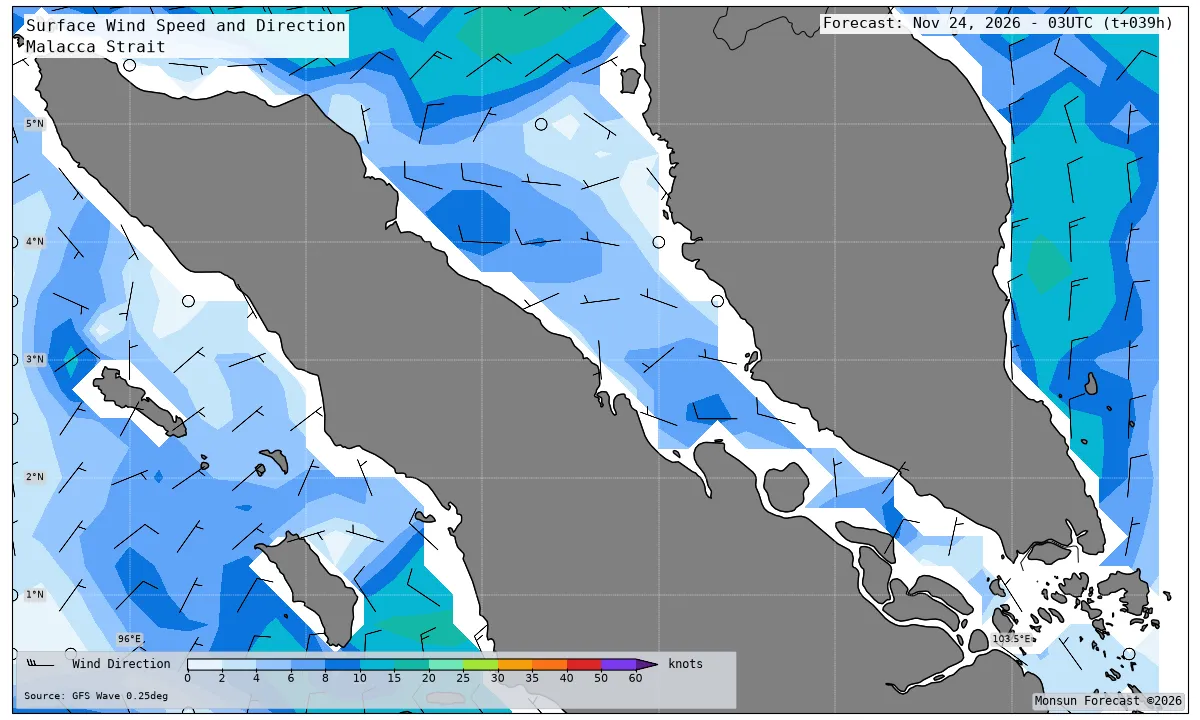 Surface Wind Speed and Direction
Malacca Strait
Forecast: Nov 24, 2026 - 03UTC (t+039h)
5°N
4°N
3°N
2°N
1°N
96°E
103.5°E
Wind Direction
knots
0 2 4 6 8 10 15 20 25 30 35 40 50 60
Source: GFS Wave 0.25deg
Monsun Forecast ©2026